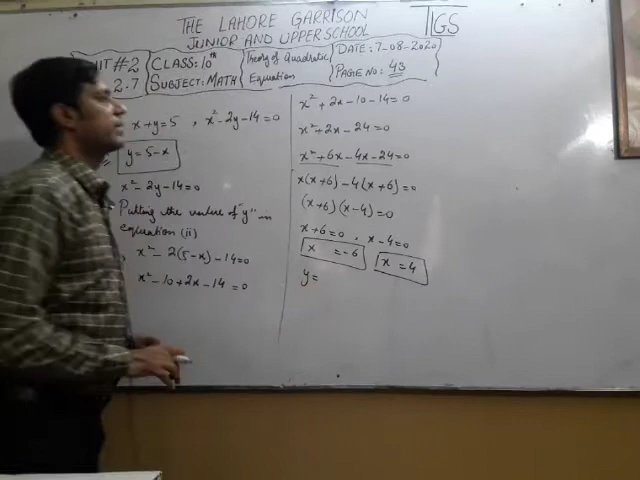 THE LAHORE GARRISON
JUNIOR AND UPPER SCHOOL
TIGS
IT #2
2.7
CLASS: 10th
SUBJECT: MATH
Theory of Quadratic
Equation
DATE: 7-08-2020
PAGE NO: 43
x+y=5 , x²-2y-14=0
y=5-x
x²-2y-14=0
Putting the value of "y" in
equation (ii)
x²-2(5-x)-14=0
x²-10+2x-14=0
x²+2x-10-14=0
x²+2x-24=0
x²+6x-4x-24=0
x(x+6)-4(x+6)=0
(x+6)(x-4)=0
x+6=0 , x-4=0
x =-6 x=4
y=